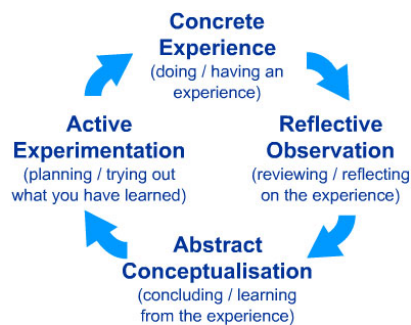 Concrete
Experience
(doing / having an
experience)
Active
Experimentation
(planning / trying out
what you have learned)
Reflective
Observation
(reviewing / reflecting
on the experience)
Abstract
Conceptualisation
(concluding / learning
from the experience)